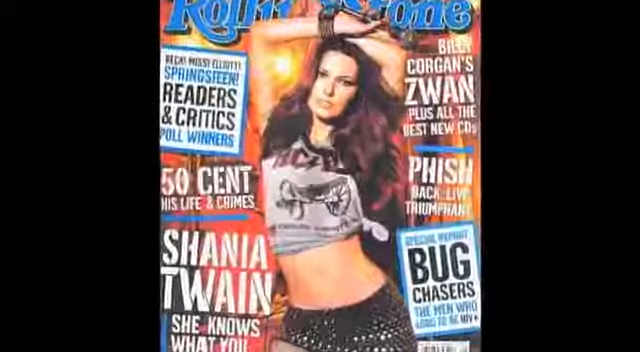 Rolling Stone
BECK! MISSY ELLIOTT!
SPRINGSTEEN!
READERS
& CRITICS
POLL WINNERS
50 CENT
HIS LIFE & CRIMES
SHANIA
TWAIN
SHE KNOWS
WHAT YOU
BILLY
CORGAN'S
ZWAN
PLUS ALL THE
BEST NEW CDs
PHISH
BACK, LIVE,
TRIUMPHANT
SPECIAL REPORT
BUG
CHASERS
THE MEN WHO
LONG TO BE HIV+
AC/DC